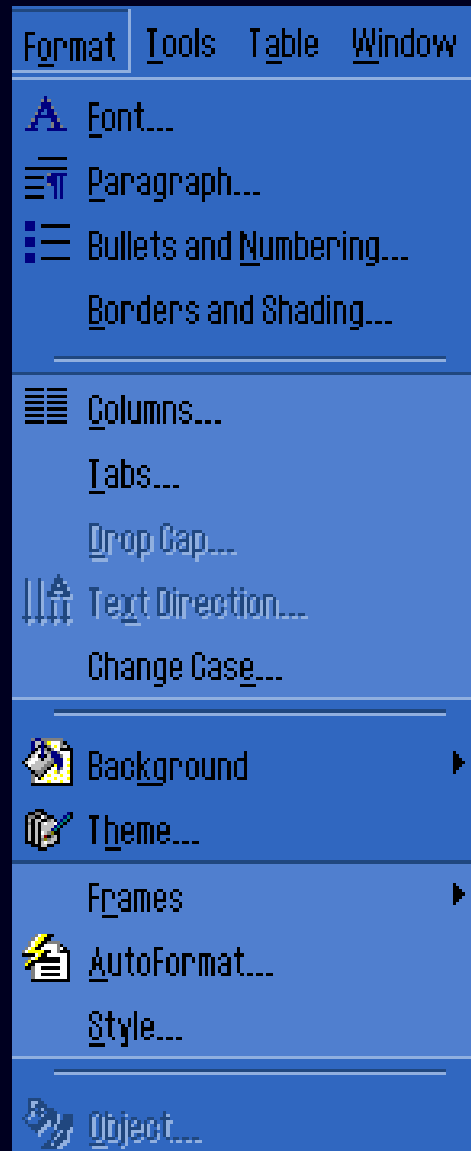 Format Tools Table Window
Font...
Paragraph...
Bullets and Numbering...
Borders and Shading...
Columns...
Tabs...
Drop Cap...
Text Direction...
Change Case...
Background
Theme...
Frames
AutoFormat...
Style...
Object...